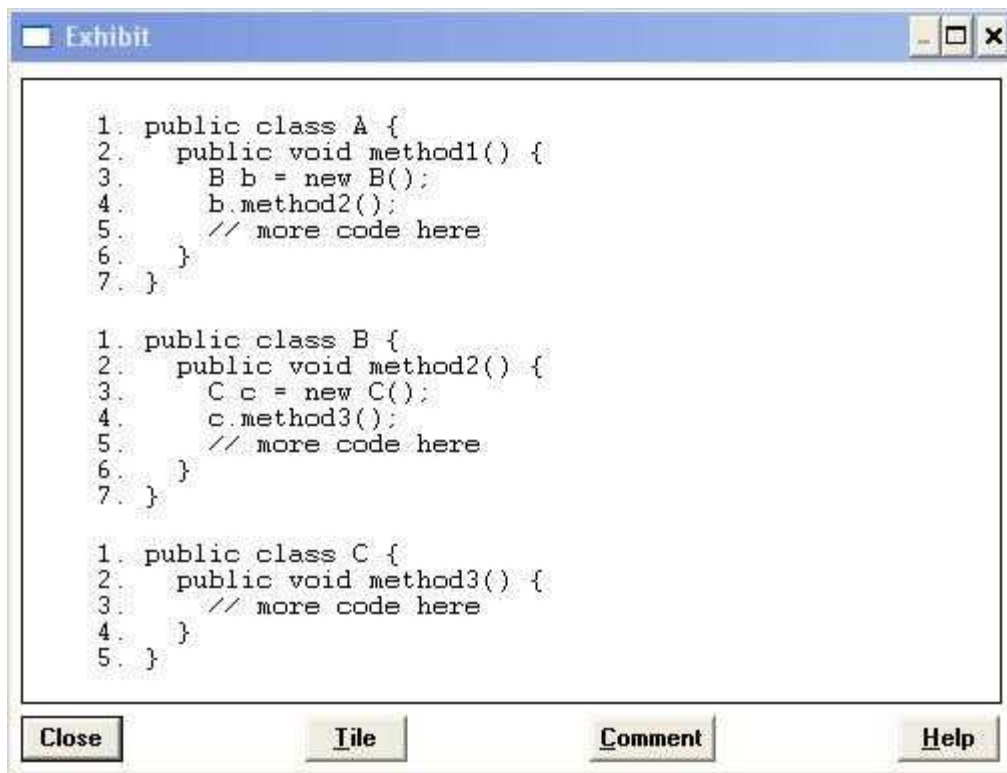 Exhibit
1. public class A {
2. public void method1() {
3. B b = new B();
4. b.method2();
5. // more code here
6. }
7. }
1. public class B {
2. public void method2() {
3. C c = new C();
4. c.method3();
5. // more code here
6. }
7. }
1. public class C {
2. public void method3() {
3. // more code here
4. }
5. }
Close Tile Comment Help